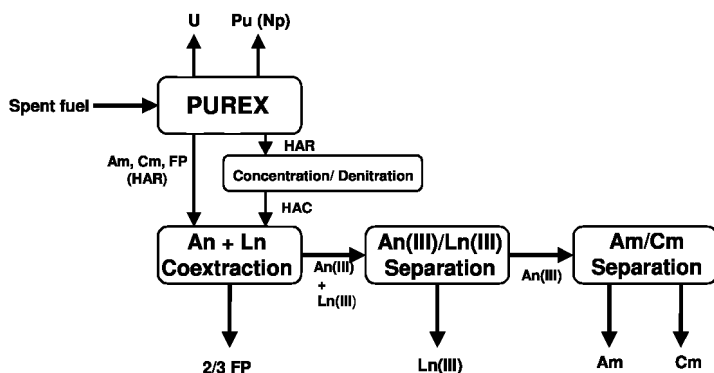 U
Pu (Np)
Spent fuel
PUREX
HAR
Am, Cm, FP
(HAR)
Concentration/ Denitration
HAC
An + Ln
Coextraction
An(III)
+
Ln(III)
An(III)/Ln(III)
Separation
An(III)
Am/Cm
Separation
2/3 FP
Ln(III)
Am
Cm